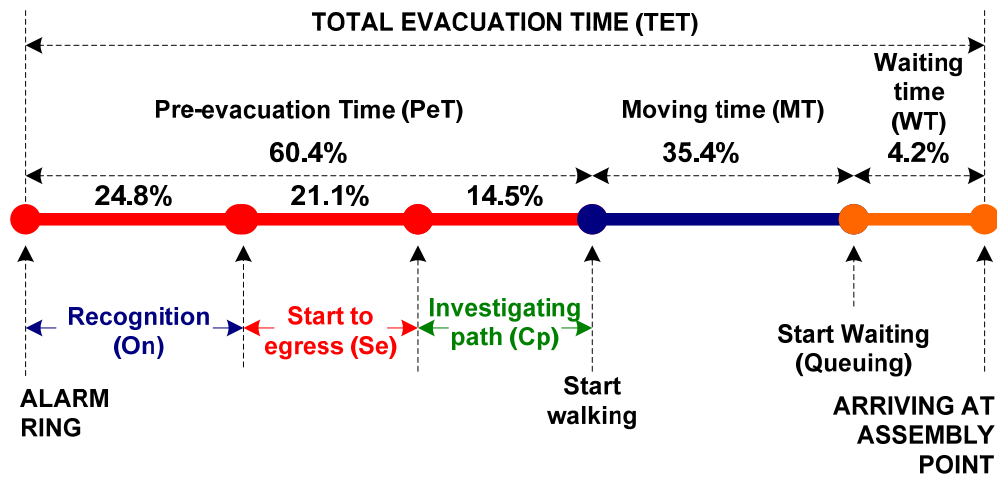 TOTAL EVACUATION TIME (TET)
Pre-evacuation Time (PeT)
60.4%
Moving time (MT)
35.4%
Waiting
time
(WT)
4.2%
24.8%
21.1%
14.5%
Recognition
(On)
Start to
egress (Se)
Investigating
path (Cp)
ALARM
RING
Start
walking
Start Waiting
(Queuing)
ARRIVING AT
ASSEMBLY
POINT